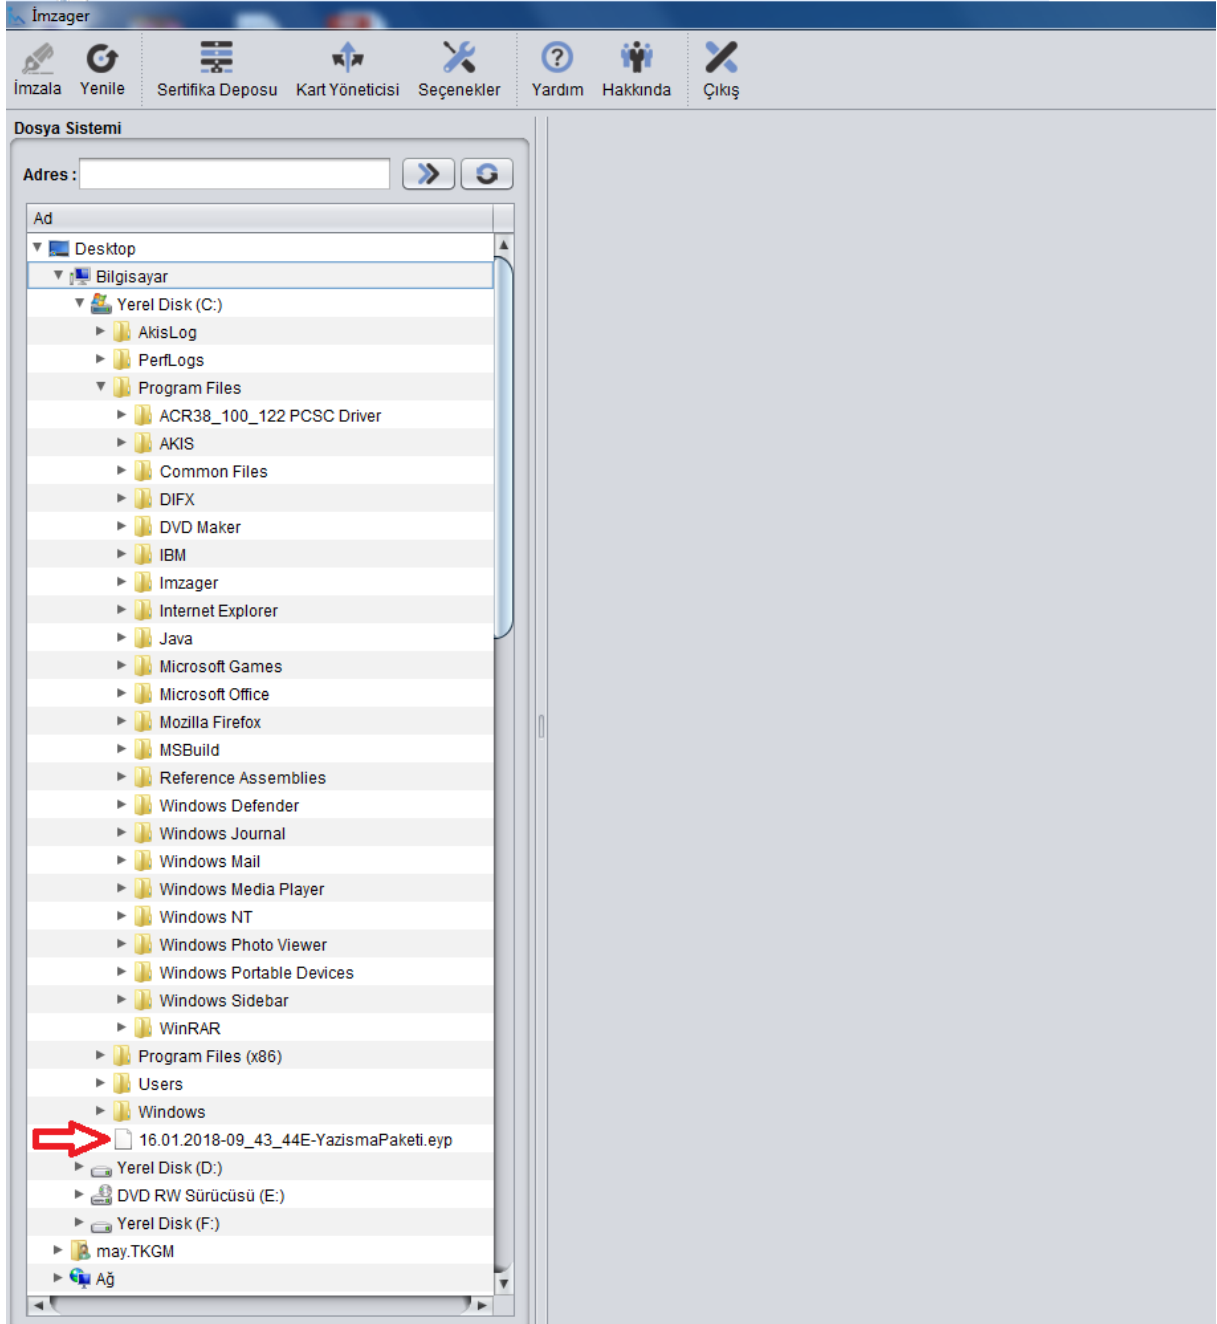 İmzager
İmzala Yenile Sertifika Deposu Kart Yöneticisi Seçenekler Yardım Hakkında Çıkış
Dosya Sistemi
Adres :
Ad
Desktop
Bilgisayar
Yerel Disk (C:)
AkisLog
PerfLogs
Program Files
ACR38_100_122 PCSC Driver
AKIS
Common Files
DIFX
DVD Maker
IBM
Imzager
Internet Explorer
Java
Microsoft Games
Microsoft Office
Mozilla Firefox
MSBuild
Reference Assemblies
Windows Defender
Windows Journal
Windows Mail
Windows Media Player
Windows NT
Windows Photo Viewer
Windows Portable Devices
Windows Sidebar
WinRAR
Program Files (x86)
Users
Windows
16.01.2018-09_43_44E-YazismaPaketi.eyp
Yerel Disk (D:)
DVD RW Sürücüsü (E:)
Yerel Disk (F:)
may.TKGM
Ağ